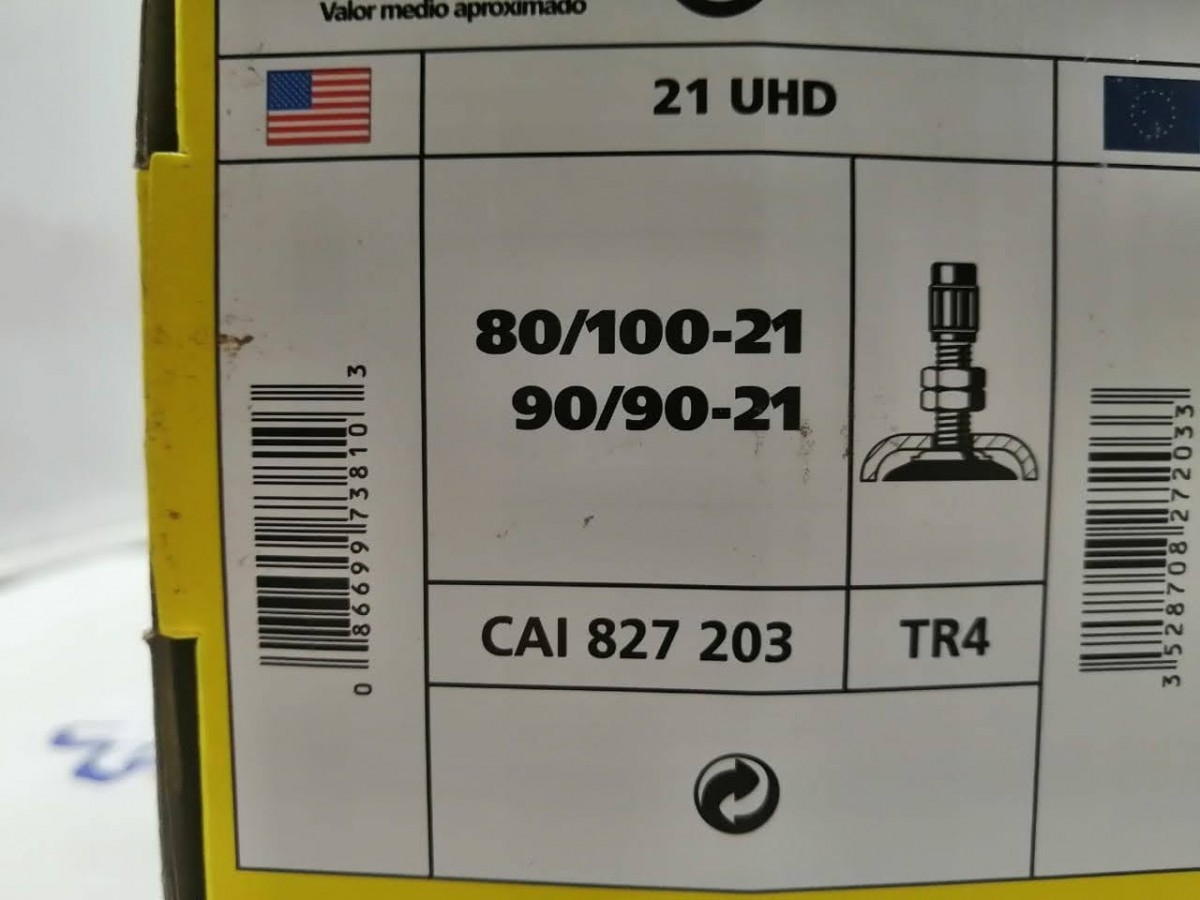 Valor medio aproximado
21 UHD
80/100-21
90/90-21
CAI 827 203
TR4
0 86699 73810 3
3 528708 272033